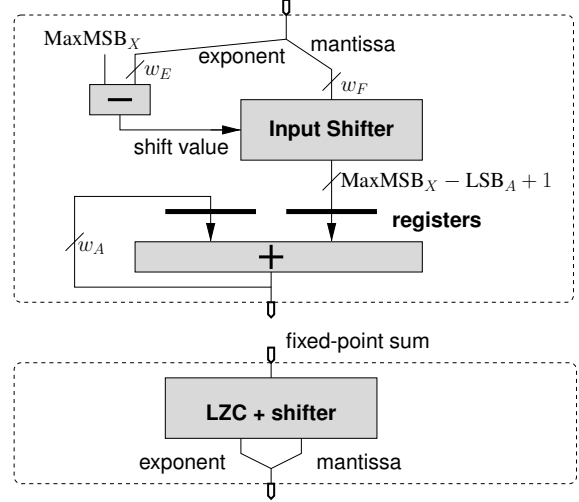 MaxMSB_X
exponent
mantissa
w_E
w_F
−
Input Shifter
shift value
MaxMSB_X − LSB_A + 1
registers
w_A
+
fixed-point sum
LZC + shifter
exponent
mantissa